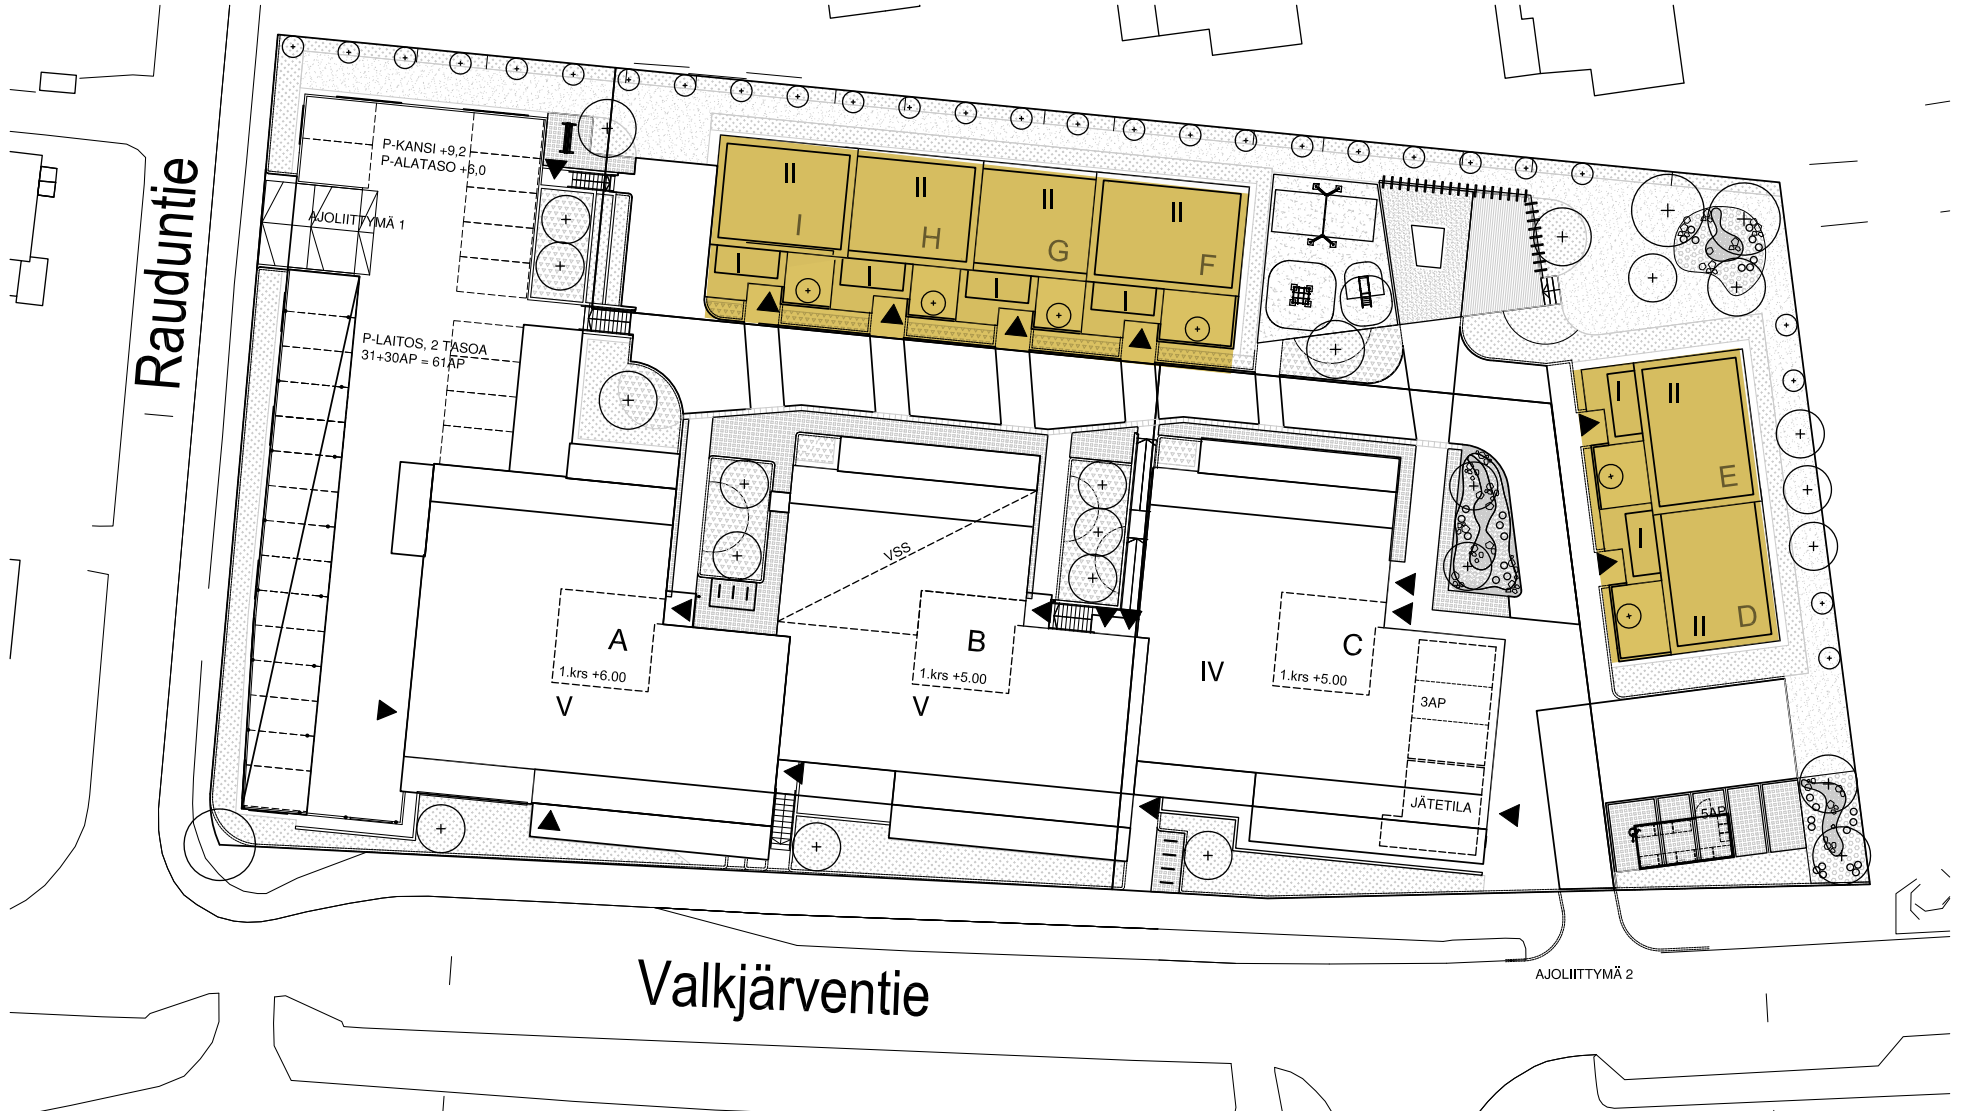 I
P-KANSI +9,2
P-ALATASO +6,0
II
II
II
II
I
H
G
F
I
I
I
I
AJOLIITTYMÄ 1
Rauduntie
P-LAITOS, 2 TASOA
31+30AP = 61AP
I
II
E
I
D
II
VSS
A
1.krs +6.00
V
B
1.krs +5.00
V
IV
C
1.krs +5.00
3AP
JÄTETILA
5AP
AJOLIITTYMÄ 2
Valkjärventie